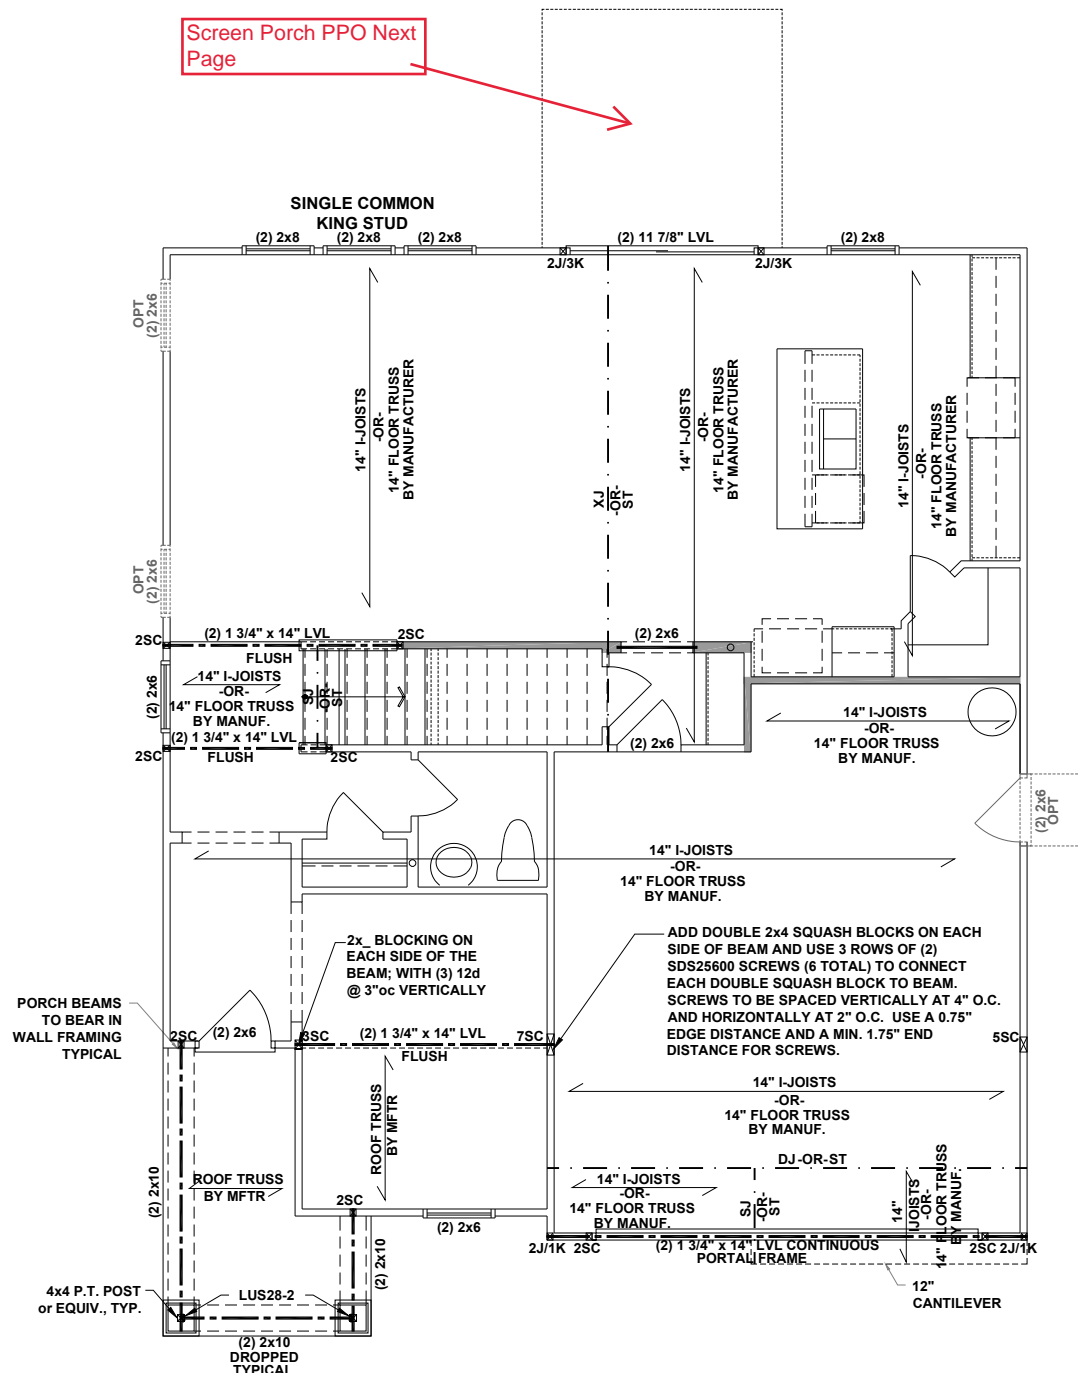 Screen Porch PPO Next
Page
SINGLE COMMON
KING STUD
(2) 2x8
(2) 2x8
(2) 2x8
(2) 11 7/8" LVL
(2) 2x8
2J/3K
2J/3K
OPT
(2) 2x6
14" I-JOISTS
-OR-
14" FLOOR TRUSS
BY MANUFACTURER
XJ
-OR-
ST
14" I-JOISTS
-OR-
14" FLOOR TRUSS
BY MANUFACTURER
14" I-JOISTS
-OR-
14" FLOOR TRUSS
BY MANUFACTURER
OPT
(2) 2x6
2SC
(2) 1 3/4" x 14" LVL
2SC
FLUSH
(2) 2x6
(2) 2x6
14" I-JOISTS
-OR-
14" FLOOR TRUSS
BY MANUF.
SJ
-OR-
ST
(2) 1 3/4" x 14" LVL
2SC
FLUSH
2SC
(2) 2x6
14" I-JOISTS
-OR-
14" FLOOR TRUSS
BY MANUF.
(2) 2x6
OPT
14" I-JOISTS
-OR-
14" FLOOR TRUSS
BY MANUF.
2x_ BLOCKING ON
EACH SIDE OF THE
BEAM; WITH (3) 12d
@ 3"oc VERTICALLY
ADD DOUBLE 2x4 SQUASH BLOCKS ON EACH
SIDE OF BEAM AND USE 3 ROWS OF (2)
SDS25600 SCREWS (6 TOTAL) TO CONNECT
EACH DOUBLE SQUASH BLOCK TO BEAM.
SCREWS TO BE SPACED VERTICALLY AT 4" O.C.
AND HORIZONTALLY AT 2" O.C. USE A 0.75"
EDGE DISTANCE AND A MIN. 1.75" END
DISTANCE FOR SCREWS.
PORCH BEAMS
TO BEAR IN
WALL FRAMING
TYPICAL
2SC
(2) 2x6
3SC
(2) 1 3/4" x 14" LVL
7SC
FLUSH
5SC
ROOF TRUSS
BY MFTR
14" I-JOISTS
-OR-
14" FLOOR TRUSS
BY MANUF.
DJ-OR-ST
(2) 2x10
ROOF TRUSS
BY MFTR
14" I-JOISTS
-OR-
14" FLOOR TRUSS
BY MANUF.
SJ
-OR-
ST
14"
IJOISTS
-OR-
14" FLOOR TRUSS
BY MANUF.
2SC
(2) 2x6
2J/1K
2SC
(2) 1 3/4" x 14" LVL CONTINUOUS
PORTAL FRAME
2SC
2J/1K
(2) 2x10
4x4 P.T. POST
or EQUIV., TYP.
LUS28-2
12"
CANTILEVER
(2) 2x10
DROPPED
TYPICAL